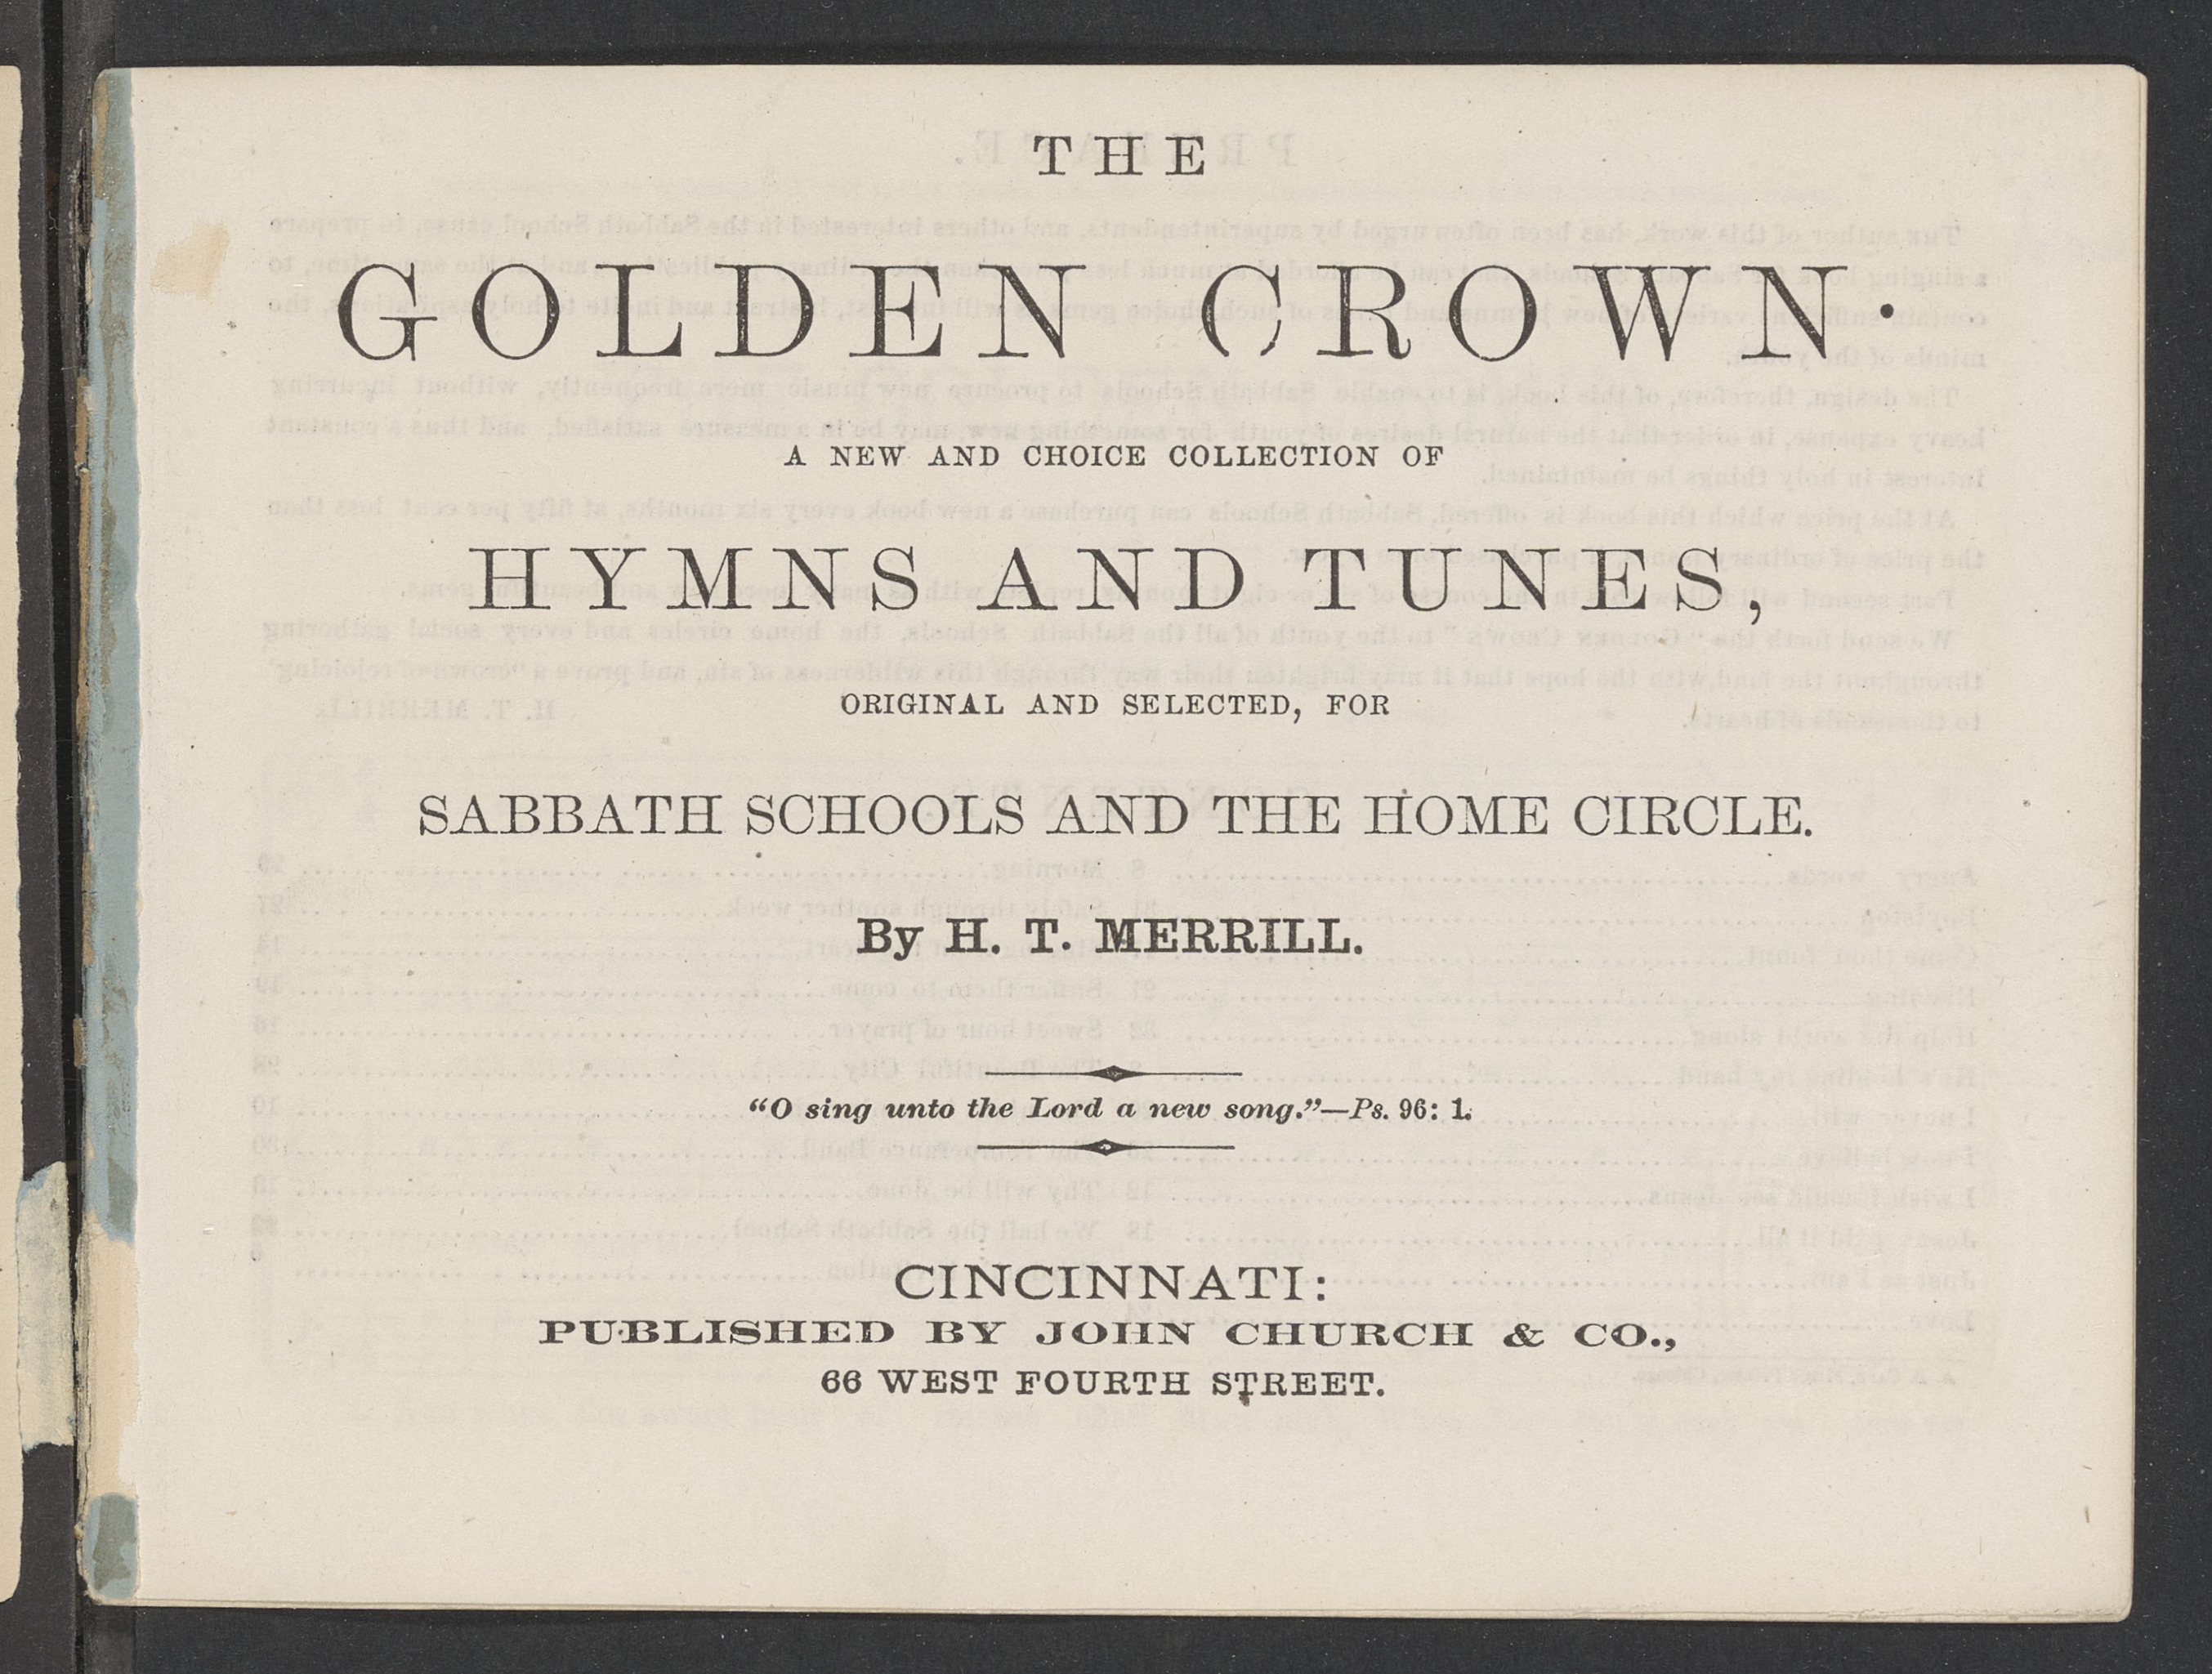 THE
GOLDEN CROWN.
A NEW AND CHOICE COLLECTION OF
HYMNS AND TUNES,
ORIGINAL AND SELECTED, FOR
SABBATH SCHOOLS AND THE HOME CIRCLE.
By H. T. MERRILL.
“O sing unto the Lord a new song.”—Ps. 96: 1.
CINCINNATI:
PUBLISHED BY JOHN CHURCH & CO.,
66 WEST FOURTH STREET.